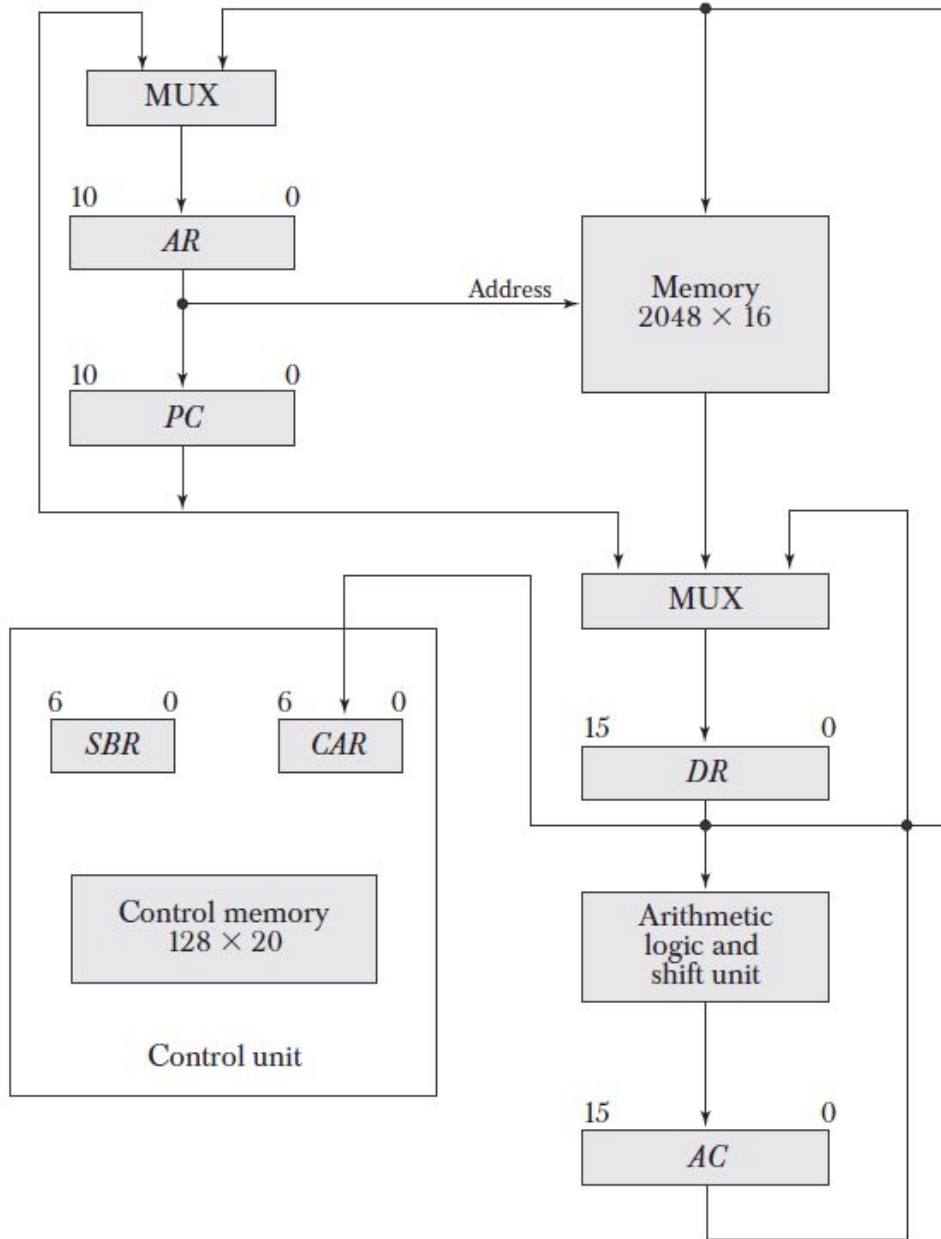 MUX
10 0
AR
Address
Memory
2048 × 16
10 0
PC
MUX
6 0
SBR
6 0
CAR
15 0
DR
Control memory
128 × 20
Arithmetic
logic and
shift unit
Control unit
15 0
AC